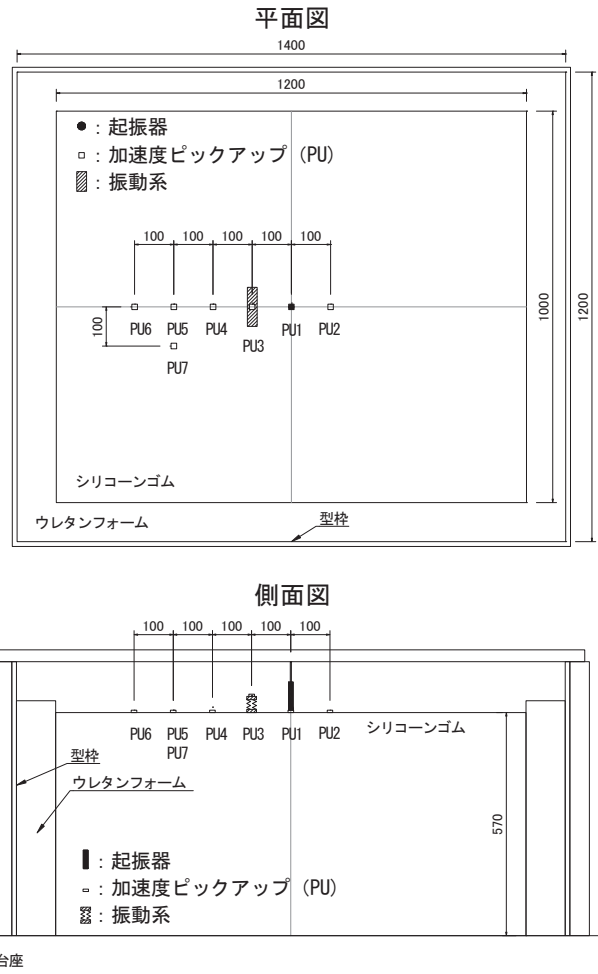 平面図
1400
1200
●：起振器
□：加速度ピックアップ (PU)
：振動系
100 100 100 100 100
100
PU6 PU5 PU4 PU3 PU1 PU2
PU7
1000
1200
シリコーンゴム
ウレタンフォーム
型枠
側面図
100 100 100 100 100
PU6 PU5 PU4 PU3 PU1 PU2
PU7
シリコーンゴム
型枠
ウレタンフォーム
570
：起振器
：加速度ピックアップ (PU)
：振動系
台座